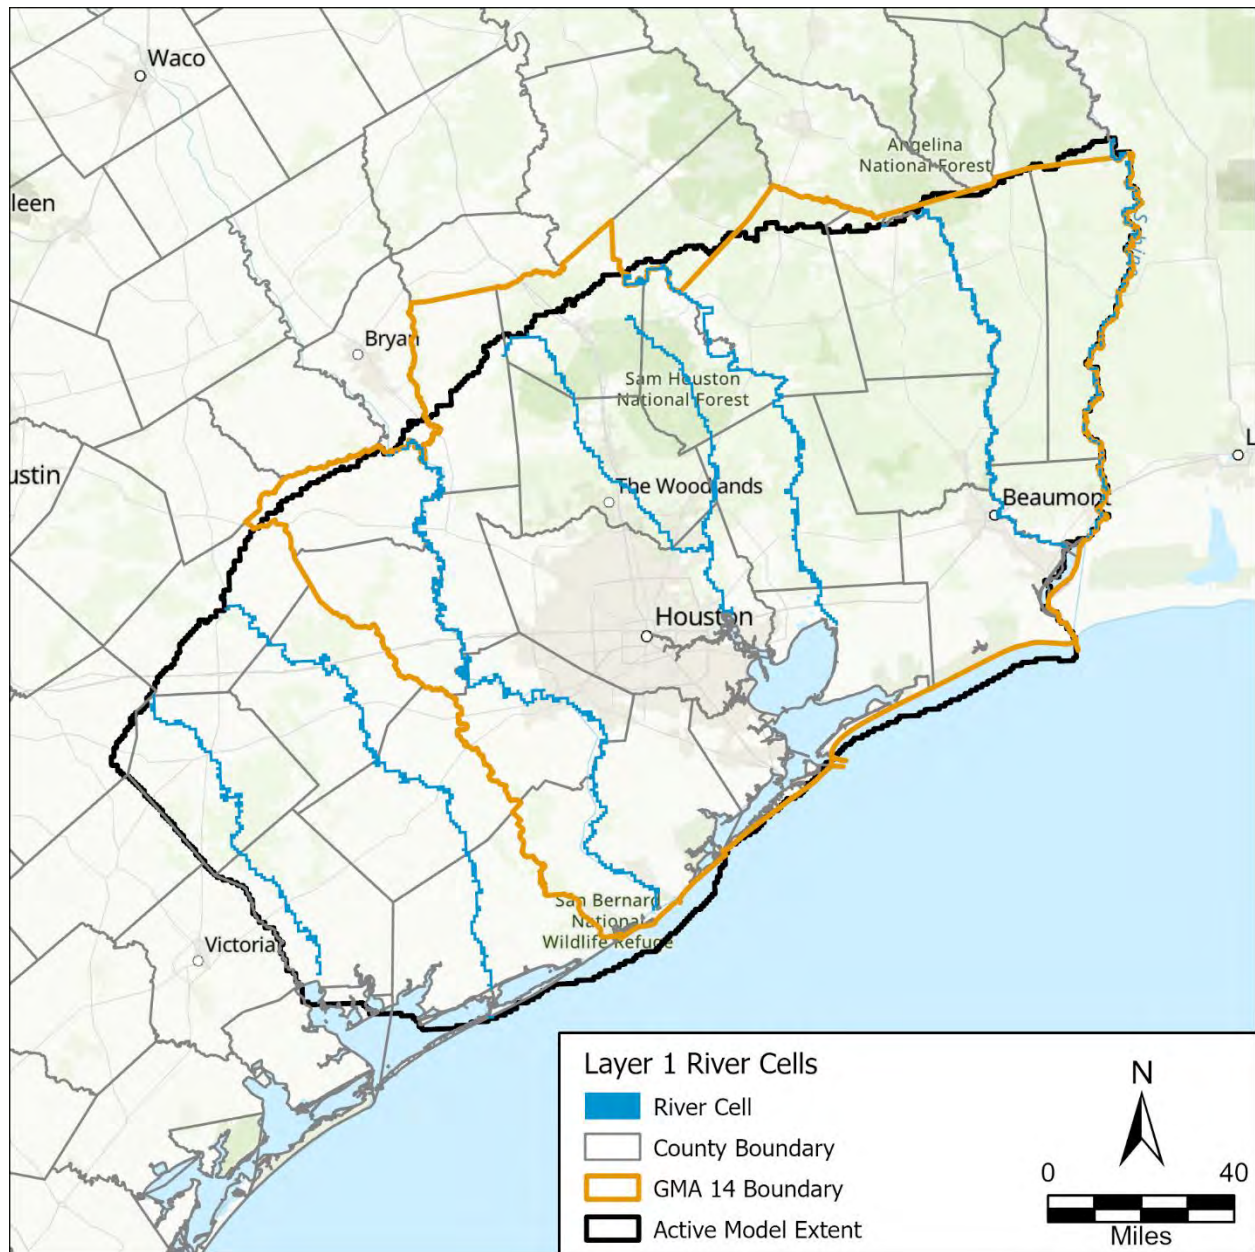 Waco
Angelina
National Forest
leen
Sabin
Bryan
Sam Houston
National Forest
L
ustin
The Woodlands
Beaumont
Houston
San Bernard
National
Wildlife Refuge
Victoria
Layer 1 River Cells
River Cell
County Boundary
GMA 14 Boundary
Active Model Extent
N
0 40
Miles